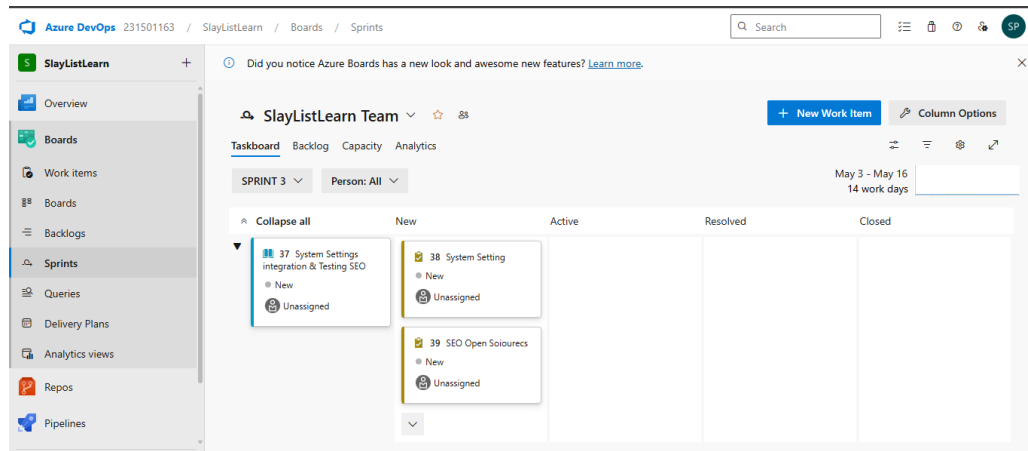 Azure DevOps 231501163 / SlayListLearn / Boards / Sprints
Search
SP
S SlayListLearn +
Did you notice Azure Boards has a new look and awesome new features? Learn more.
Overview
Boards
Work items
Boards
Backlogs
Sprints
Queries
Delivery Plans
Analytics views
Repos
Pipelines
SlayListLearn Team
+ New Work Item
Column Options
Taskboard Backlog Capacity Analytics
SPRINT 3
Person: All
May 3 - May 16
14 work days
Collapse all New Active Resolved Closed
37 System Settings
integration & Testing SEO
New
Unassigned
38 System Setting
New
Unassigned
39 SEO Open Soiourecs
New
Unassigned